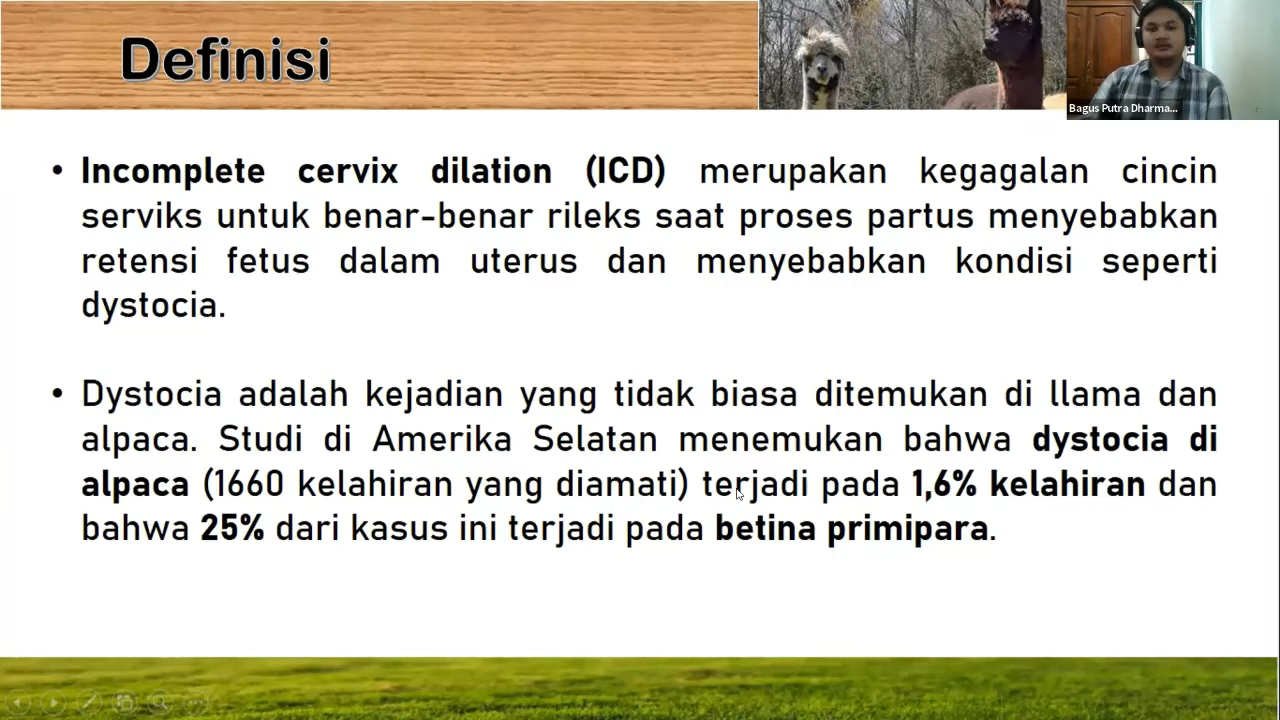 Definisi
Bagus Putra Dharma...
• Incomplete cervix dilation (ICD) merupakan kegagalan cincin
serviks untuk benar-benar rileks saat proses partus menyebabkan
retensi fetus dalam uterus dan menyebabkan kondisi seperti
dystocia.
• Dystocia adalah kejadian yang tidak biasa ditemukan di llama dan
alpaca. Studi di Amerika Selatan menemukan bahwa dystocia di
alpaca (1660 kelahiran yang diamati) terjadi pada 1,6% kelahiran dan
bahwa 25% dari kasus ini terjadi pada betina primipara.